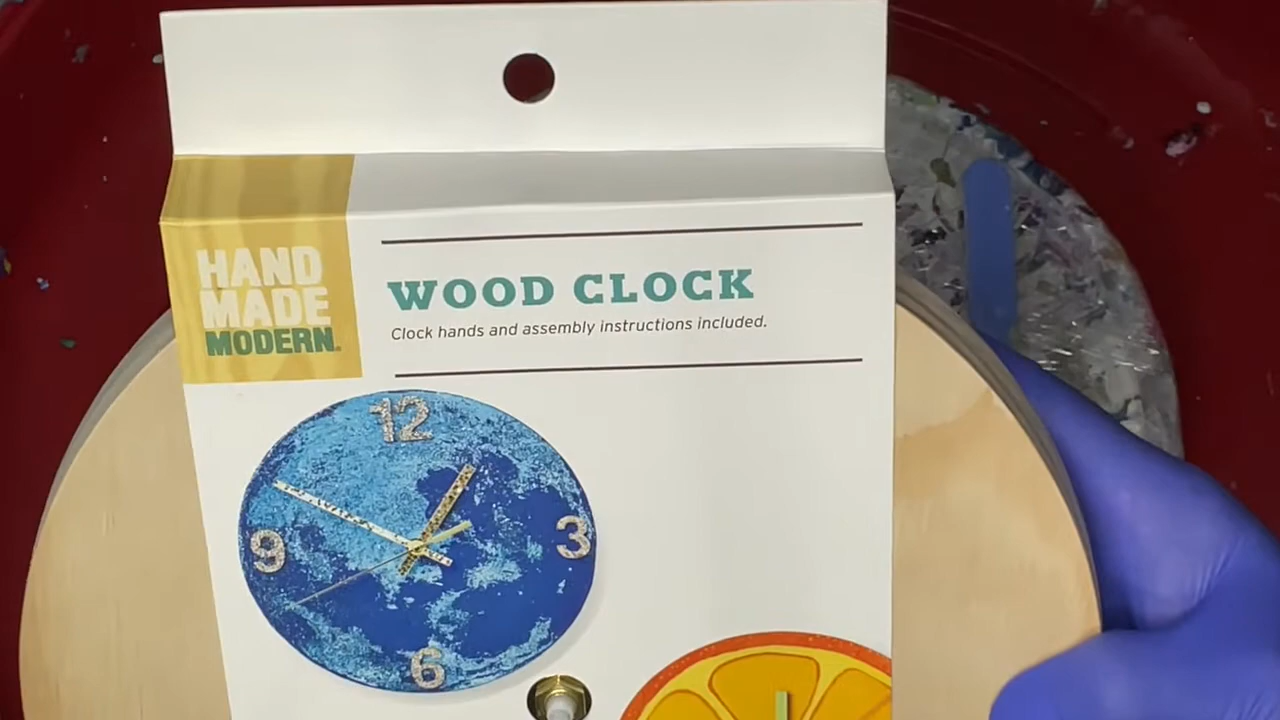 HAND
MADE
MODERN®
WOOD CLOCK
Clock hands and assembly instructions included.
12
9
3
6